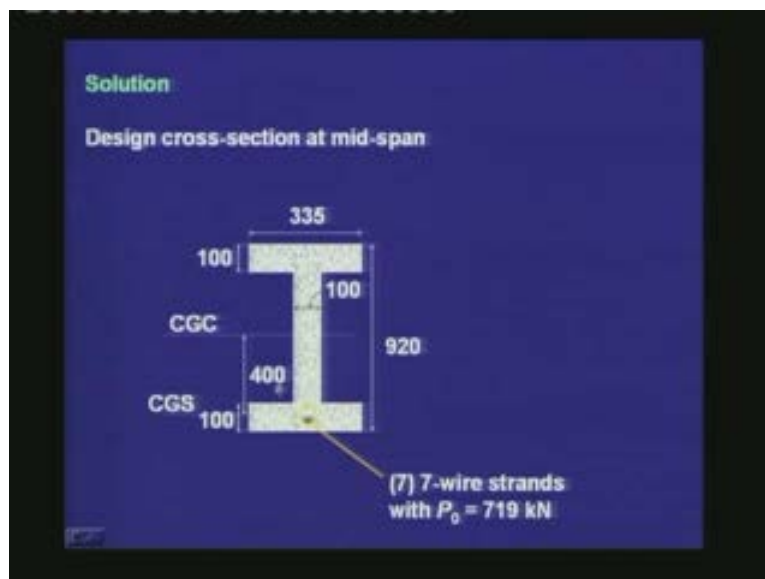 Solution
Design cross-section at mid-span
335
100
100
CGC
920
400
CGS
100
(7) 7-wire strands
with P₀ = 719 kN